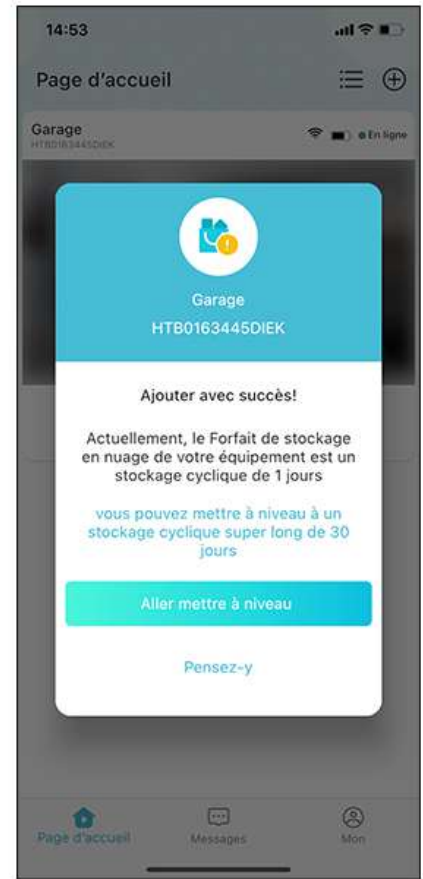 14:53
Page d'accueil
Garage
HTB0163445DIEK
En ligne
Garage
HTB0163445DIEK
Ajouter avec succès!
Actuellement, le Forfait de stockage
en nuage de votre équipement est un
stockage cyclique de 1 jours
vous pouvez mettre à niveau à un
stockage cyclique super long de 30
jours
Aller mettre à niveau
Pensez-y
Page d'accueil
Messages
Mon